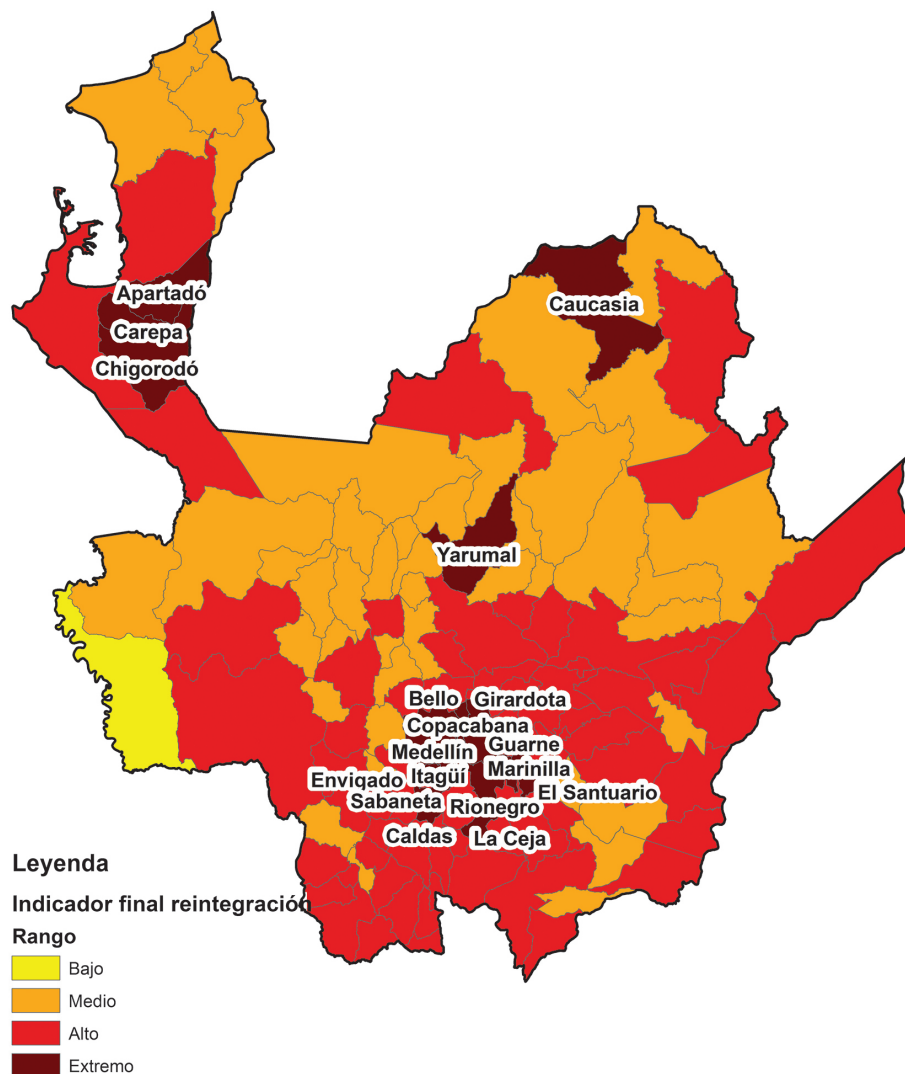 Apartadó
Carepa
Chigorodó
Caucasia
Yarumal
Bello
Girardota
Copacabana
Guarne
Medellín
Marinilla
Envigado
Itagüí
El Santuario
Sabaneta
Rionegro
Caldas
La Ceja
Leyenda
Indicador final reintegración
Rango
Bajo
Medio
Alto
Extremo